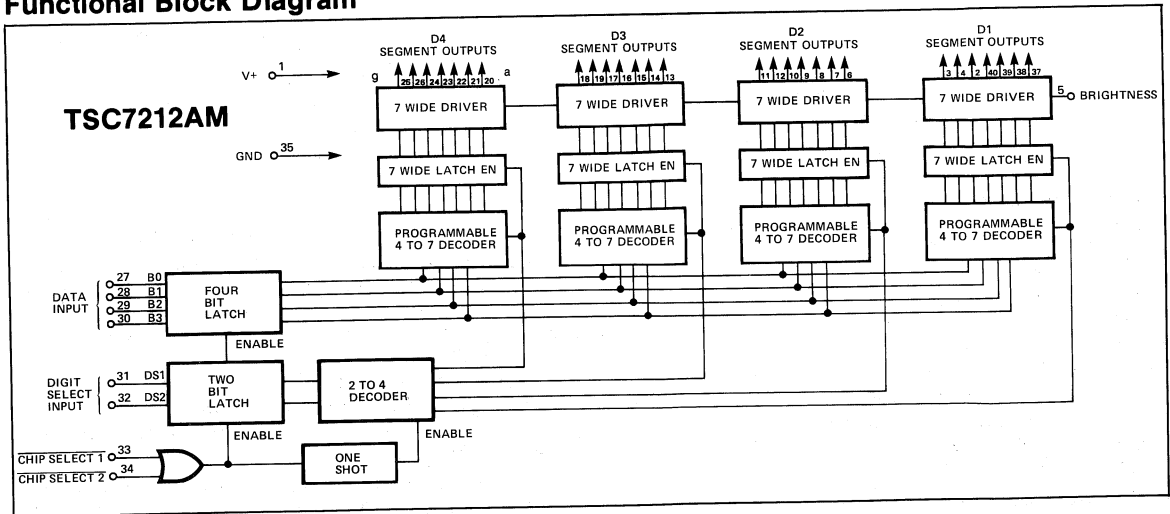 Functional Block Diagram
TSC7212AM
V+ 1
GND 35
D4
SEGMENT OUTPUTS
g a
25 26 24 23 22 21 20
7 WIDE DRIVER
7 WIDE LATCH EN
PROGRAMMABLE
4 TO 7 DECODER
D3
SEGMENT OUTPUTS
18 19 17 16 15 14 13
7 WIDE DRIVER
7 WIDE LATCH EN
PROGRAMMABLE
4 TO 7 DECODER
D2
SEGMENT OUTPUTS
11 12 10 9 8 7 6
7 WIDE DRIVER
7 WIDE LATCH EN
PROGRAMMABLE
4 TO 7 DECODER
D1
SEGMENT OUTPUTS
3 4 2 40 39 38 37
7 WIDE DRIVER
5 BRIGHTNESS
7 WIDE LATCH EN
PROGRAMMABLE
4 TO 7 DECODER
DATA
INPUT
27 B0
28 B1
29 B2
30 B3
FOUR
BIT
LATCH
ENABLE
DIGIT
SELECT
INPUT
31 DS1
32 DS2
TWO
BIT
LATCH
2 TO 4
DECODER
ENABLE
ENABLE
CHIP SELECT 1 33
CHIP SELECT 2 34
ONE
SHOT